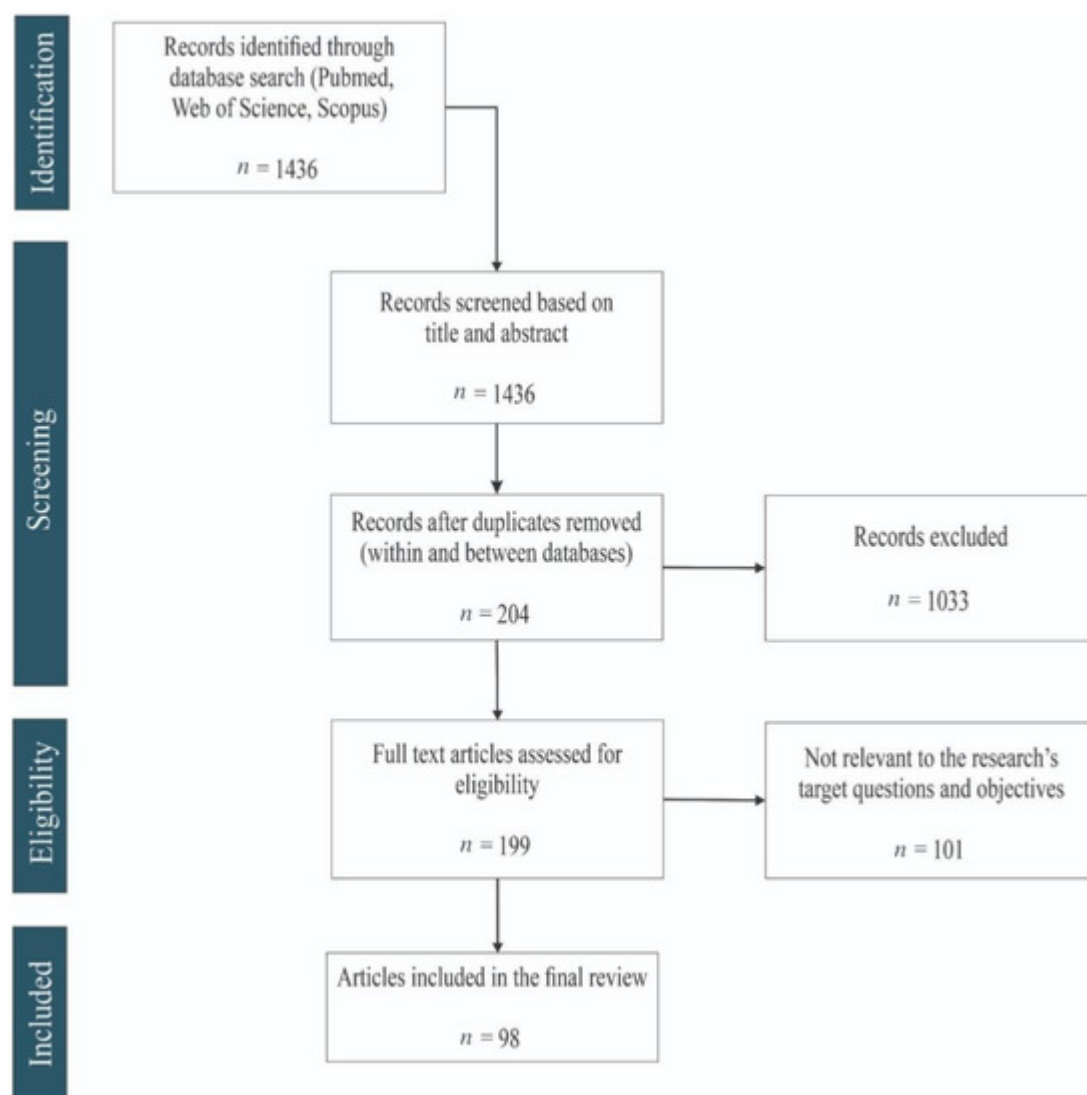 Identification
Records identified through
database search (Pubmed,
Web of Science, Scopus)
n = 1436
Screening
Records screened based on
title and abstract
n = 1436
Records after duplicates removed
(within and between databases)
n = 204
Records excluded
n = 1033
Eligibility
Full text articles assessed for
eligibility
n = 199
Not relevant to the research's
target questions and objectives
n = 101
Included
Articles included in the final review
n = 98